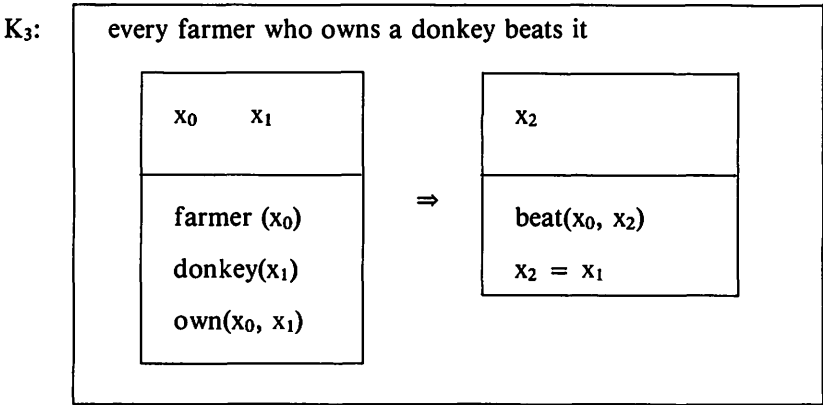 K₃: every farmer who owns a donkey beats it
x₀ x₁
farmer (x₀)
donkey(x₁)
own(x₀, x₁)
⇒
x₂
beat(x₀, x₂)
x₂ = x₁